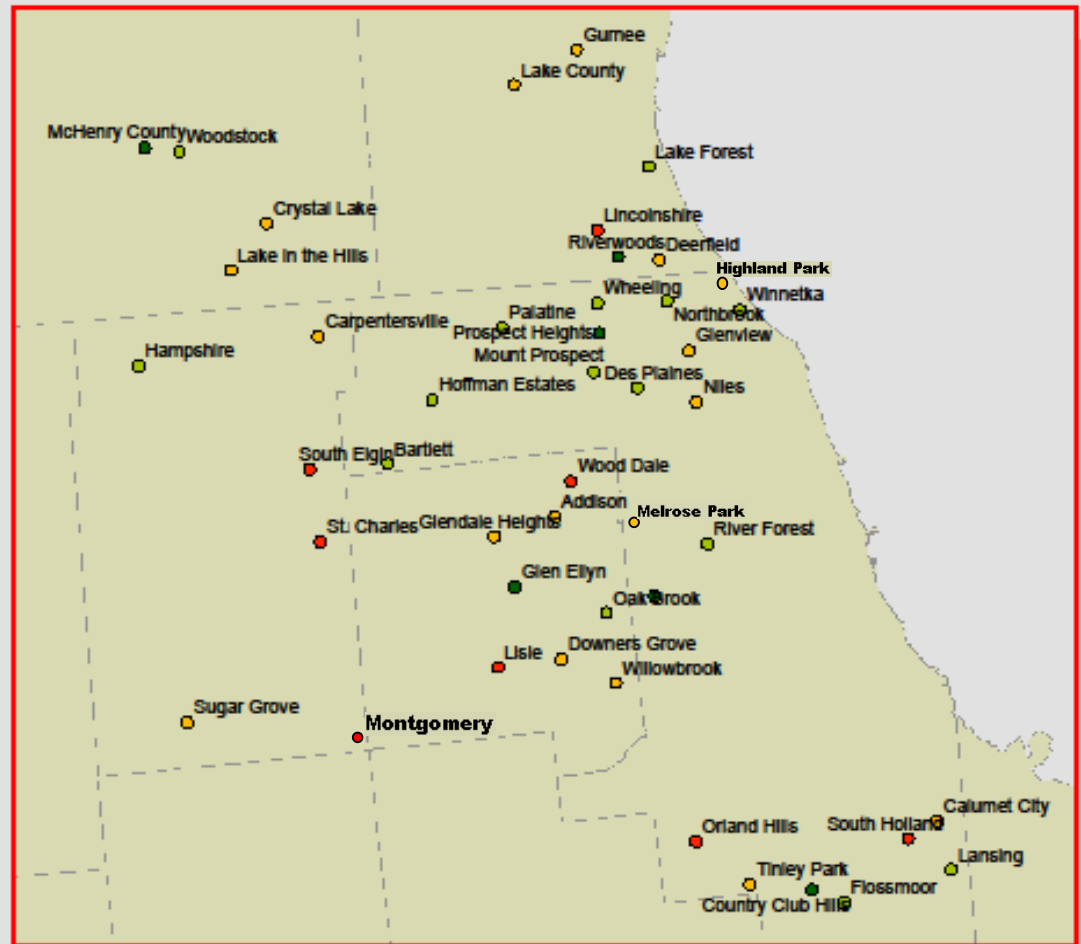 Gurnee
Lake County
McHenry County
Woodstock
Lake Forest
Crystal Lake
Lincolnshire
Riverwoods
Deerfield
Lake in the Hills
Highland Park
Wheeling
Winnetka
Palatine
Northbrook
Carpentersville
Prospect Heights
Glenview
Hampshire
Mount Prospect
Des Plaines
Hoffman Estates
Niles
South Elgin
Bartlett
Wood Dale
Addison
Melrose Park
St. Charles
Glendale Heights
River Forest
Glen Ellyn
Oak Brook
Lisle
Downers Grove
Willowbrook
Sugar Grove
Montgomery
Calumet City
Orland Hills
South Holland
Lansing
Tinley Park
Flossmoor
Country Club Hills